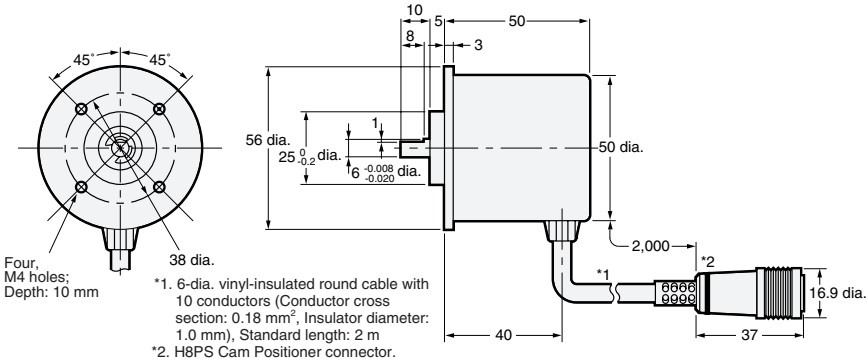 45˚ 45˚
10 5 50
8 3
1
56 dia.
25 0 -0.2 dia.
6 -0.008 -0.020 dia.
50 dia.
2,000
*1
*2
16.9 dia.
40
37
38 dia.
Four,
M4 holes;
Depth: 10 mm
*1. 6-dia. vinyl-insulated round cable with
10 conductors (Conductor cross
section: 0.18 mm², Insulator diameter:
1.0 mm), Standard length: 2 m
*2. H8PS Cam Positioner connector.